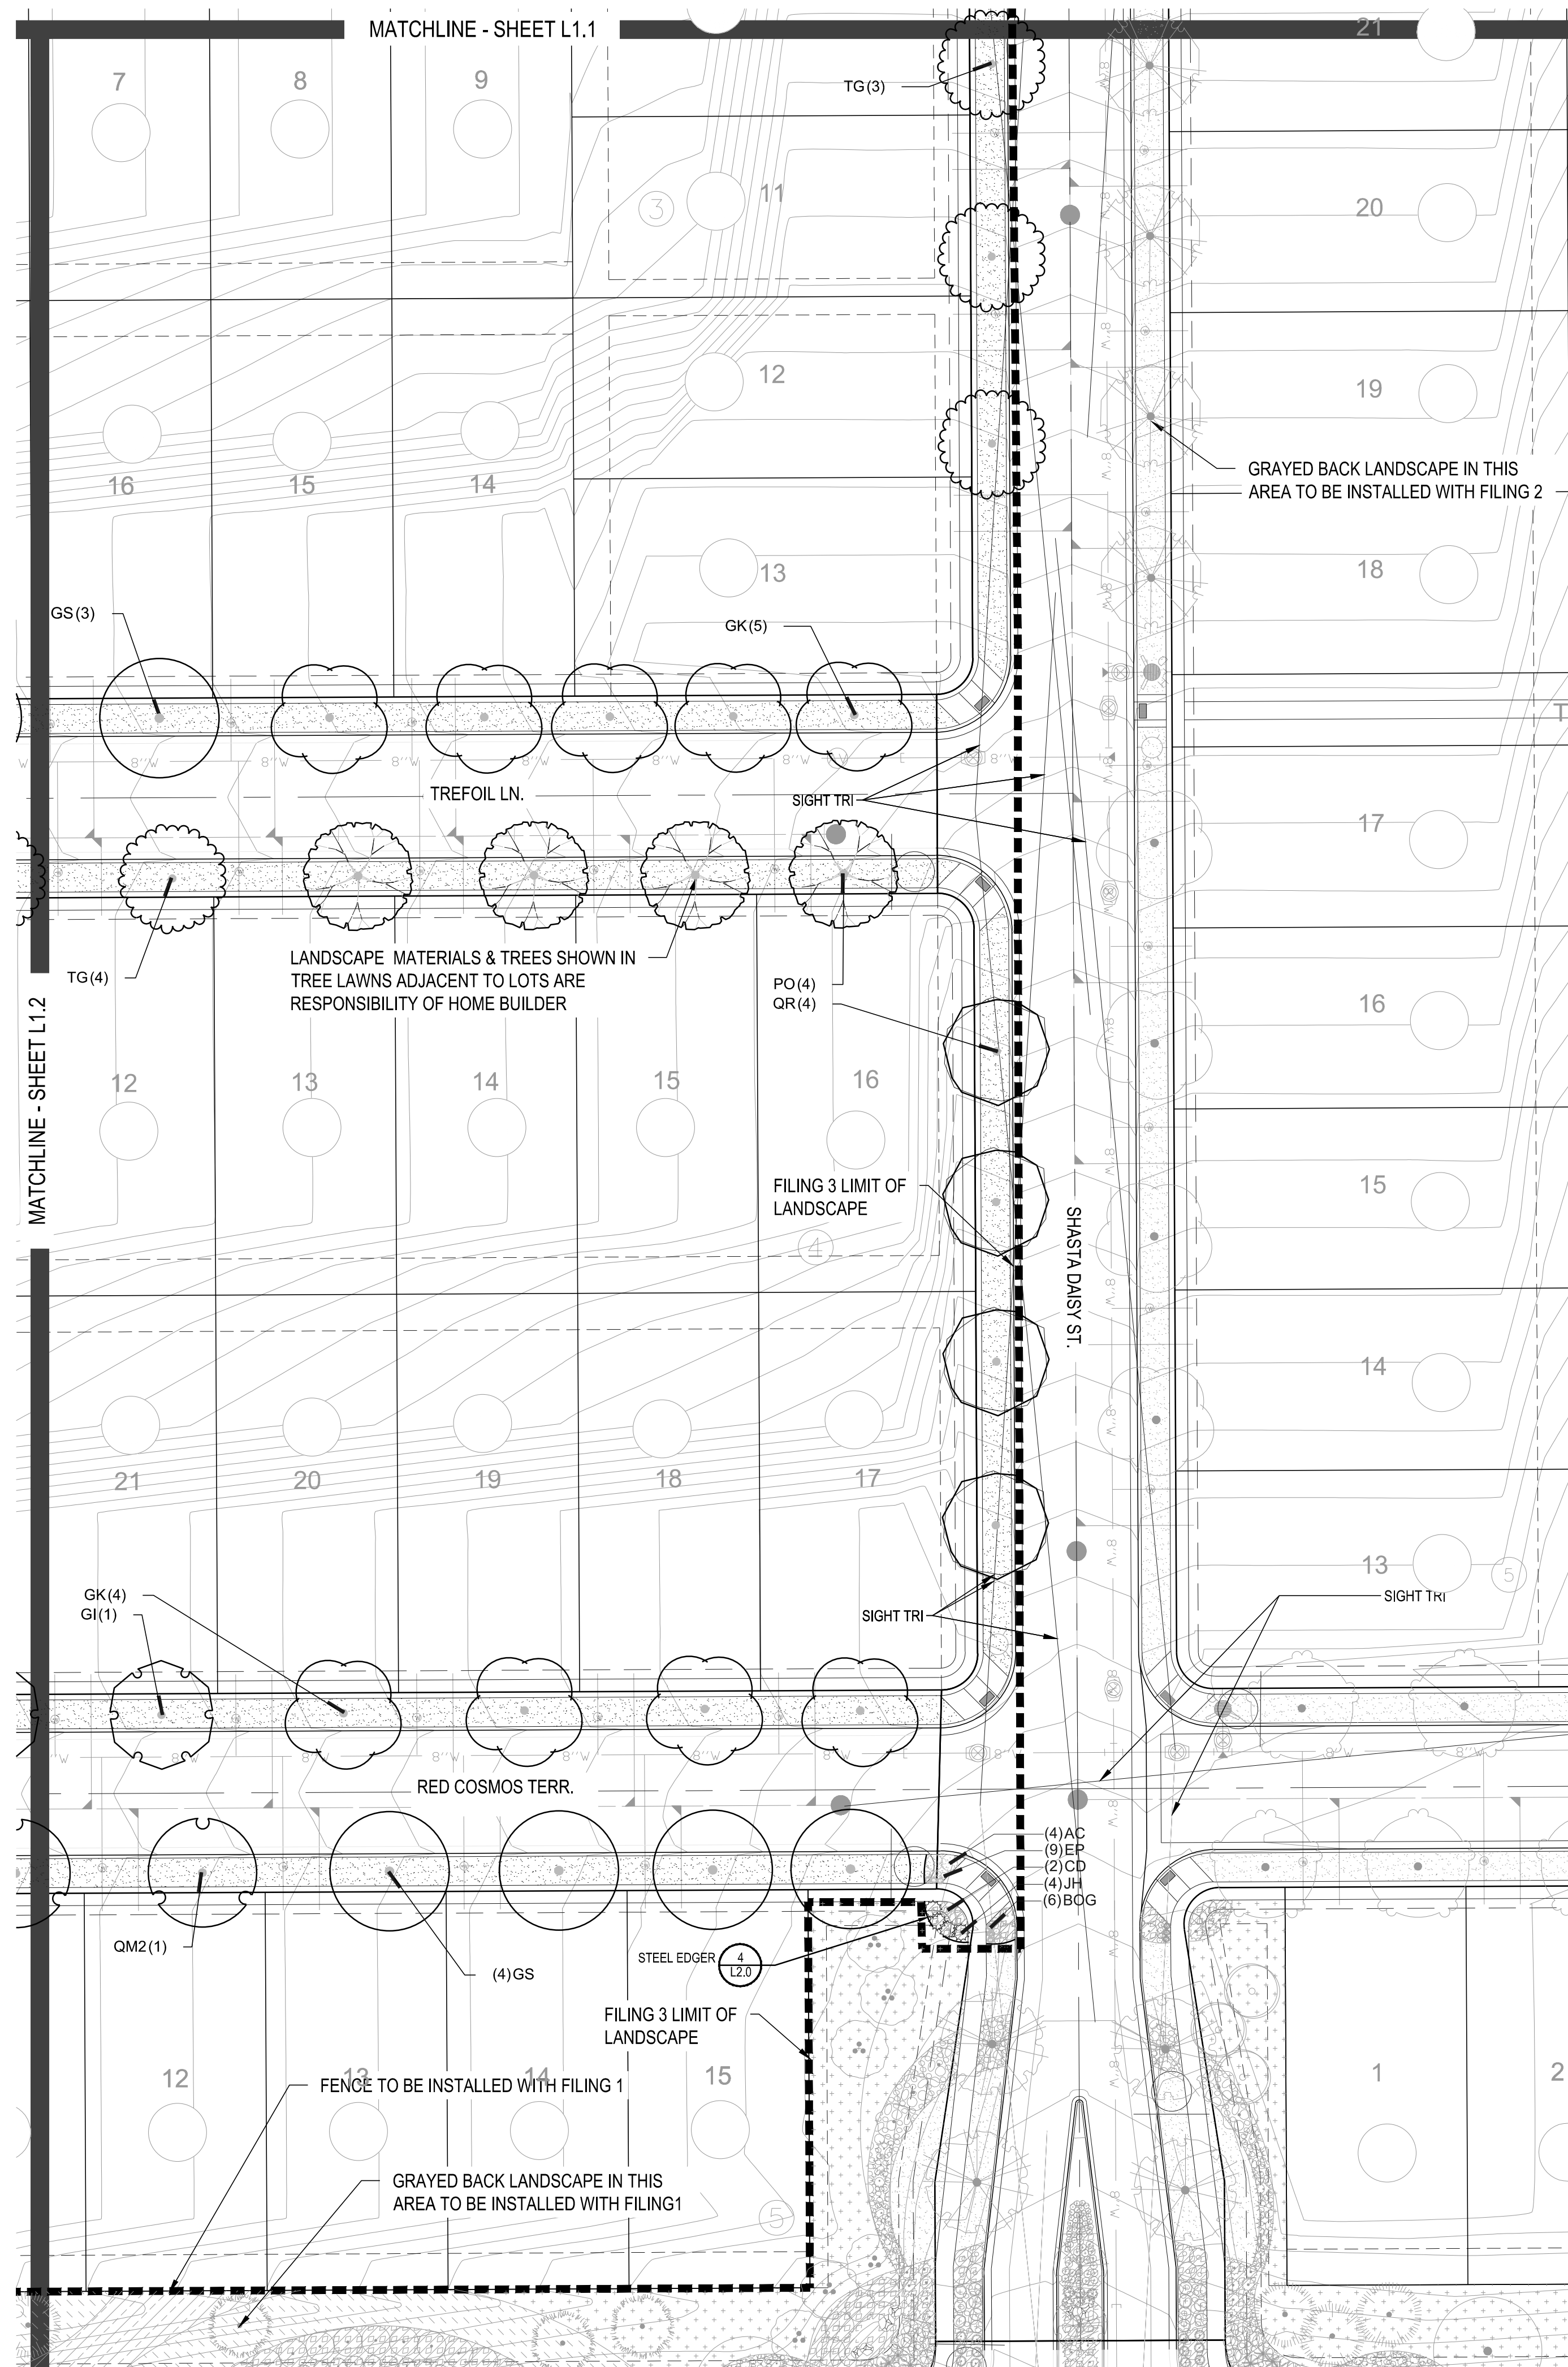 MATCHLINE - SHEET L1.1
21
7
8
9
TG(3)
3
11
20
12
19
16
15
14
GRAYED BACK LANDSCAPE IN THIS
AREA TO BE INSTALLED WITH FILING 2
13
18
GS(3)
GK(5)
T
8"W
TREFOIL LN.
SIGHT TRI
17
LANDSCAPE MATERIALS & TREES SHOWN IN
TREE LAWNS ADJACENT TO LOTS ARE
RESPONSIBILITY OF HOME BUILDER
TG(4)
PO(4)
QR(4)
16
MATCHLINE - SHEET L1.2
12
13
14
15
16
FILING 3 LIMIT OF
LANDSCAPE
15
4
SHASTA DAISY ST.
14
21
20
19
18
17
13
5
GK(4)
GI(1)
SIGHT TRI
SIGHT TRI
8"W
RED COSMOS TERR.
(4)AC
(9)EP
(2)CD
(4)JH
(6)BOG
QM2(1)
(4)GS
STEEL EDGER
4
L2.0
FILING 3 LIMIT OF
LANDSCAPE
12
13
14
15
1
2
FENCE TO BE INSTALLED WITH FILING 1
GRAYED BACK LANDSCAPE IN THIS
AREA TO BE INSTALLED WITH FILING1
5